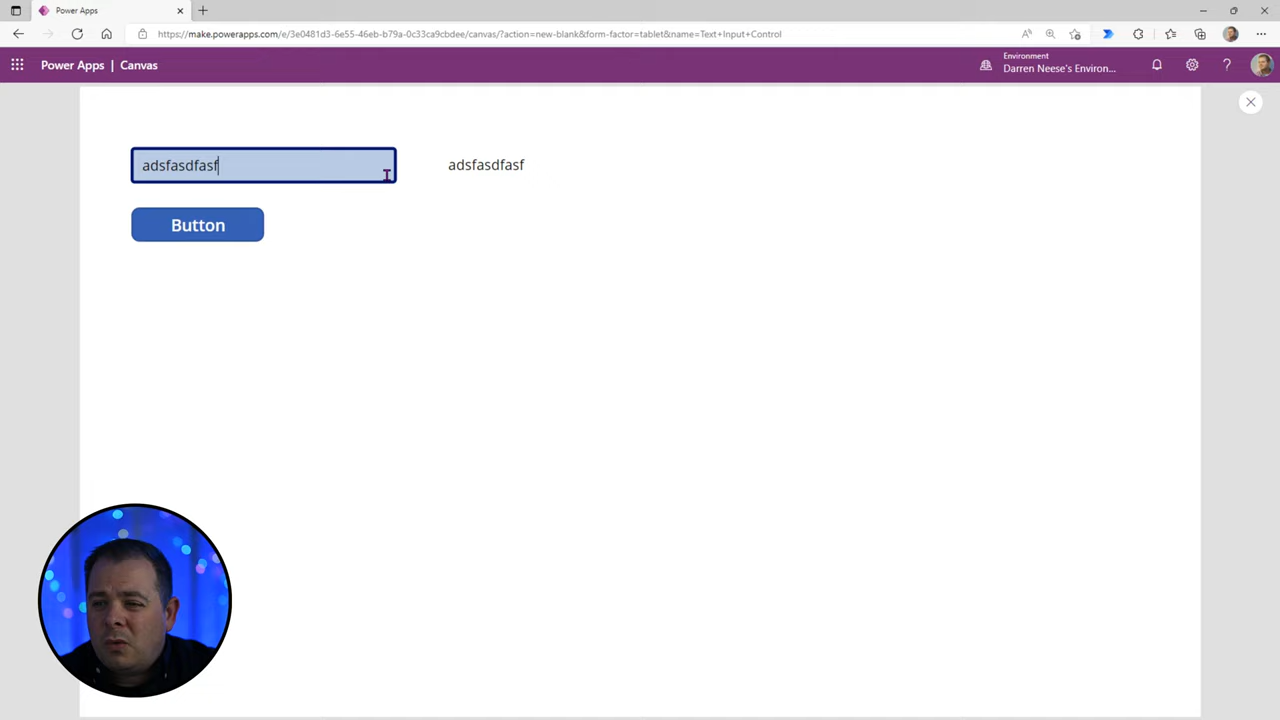 Power Apps
https://make.powerapps.com/e/3e0481d3-6e55-46eb-b79a-0c33ca9cbdee/canvas/?action=new-blank&form-factor=tablet&name=Text+Input+Control
Power Apps | Canvas
Environment
Darren Neese's Environ...
adsfasdfasf
adsfasdfasf
Button